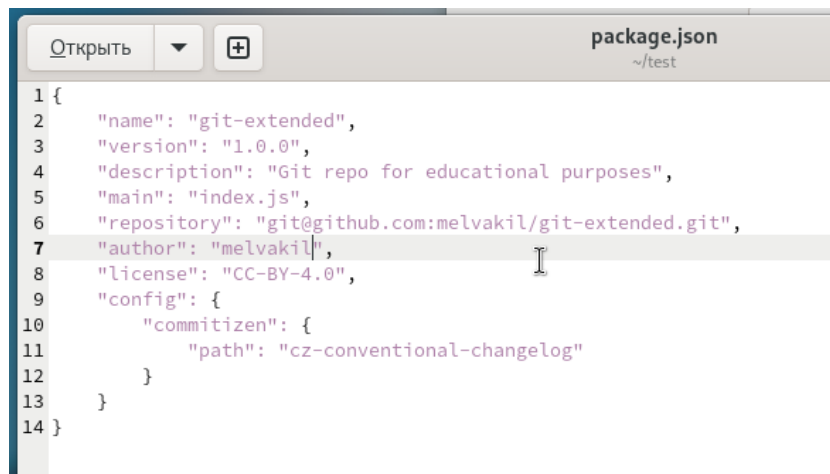 Открыть
package.json
~/test
1 {
2     "name": "git-extended",
3     "version": "1.0.0",
4     "description": "Git repo for educational purposes",
5     "main": "index.js",
6     "repository": "git@github.com:melvakil/git-extended.git",
7     "author": "melvakil",
8     "license": "CC-BY-4.0",
9     "config": {
10         "commitizen": {
11             "path": "cz-conventional-changelog"
12         }
13     }
14 }